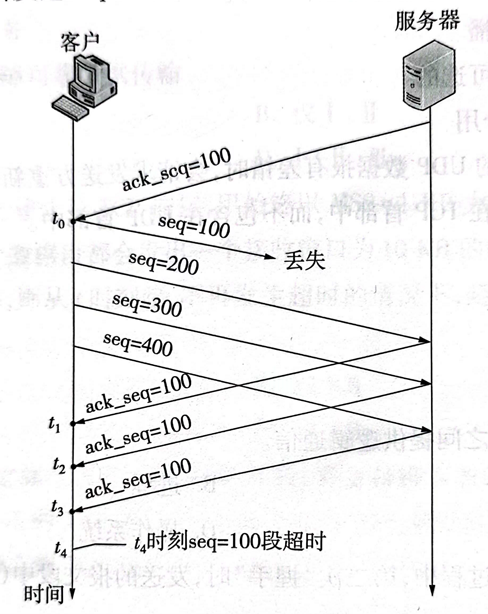 服务器
客户
ack_seq=100
t₀
seq=100
丢失
seq=200
seq=300
seq=400
t₁
ack_seq=100
t₂
ack_seq=100
t₃
ack_seq=100
t₄
t₄时刻seq=100段超时
时间